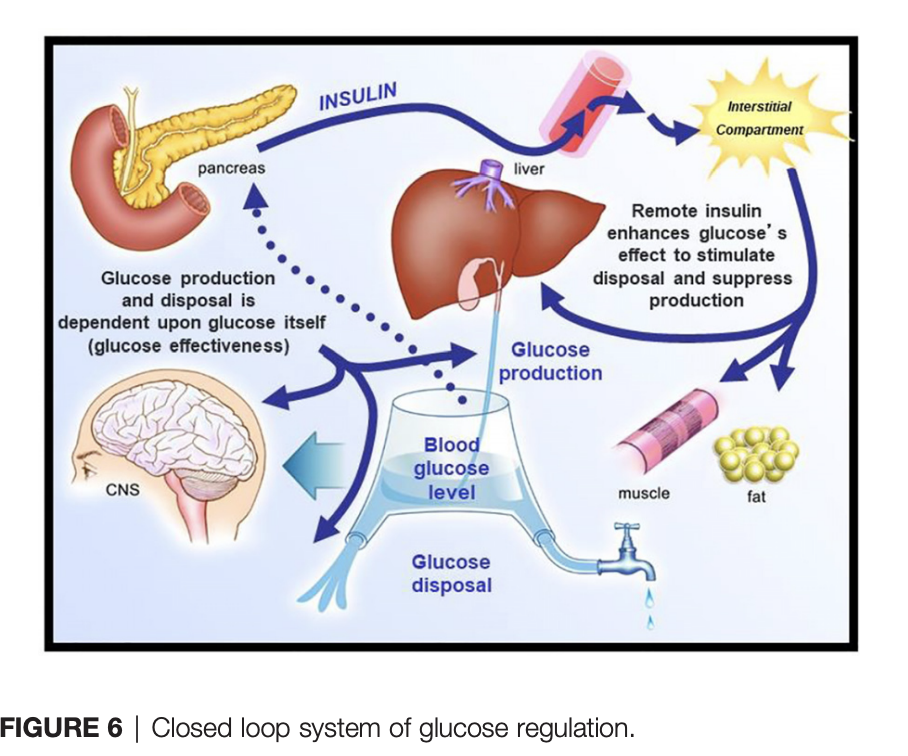 INSULIN
pancreas
liver
Interstitial
Compartment
Remote insulin
enhances glucose's
effect to stimulate
disposal and suppress
production
Glucose production
and disposal is
dependent upon glucose itself
(glucose effectiveness)
Glucose
production
Blood
glucose
level
CNS
muscle
fat
Glucose
disposal
FIGURE 6 | Closed loop system of glucose regulation.